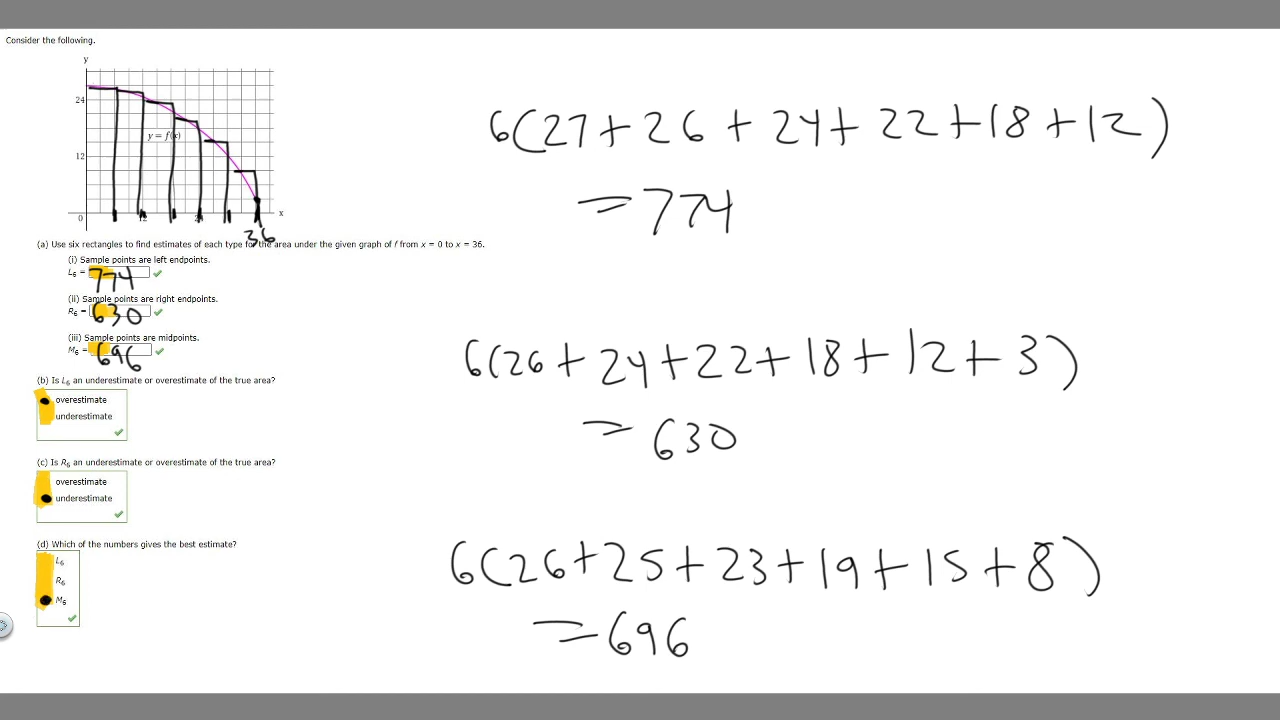 Consider the following.
y
24
y = f(x)
12
0
12
24
x
36
(a) Use six rectangles to find estimates of each type for the area under the given graph of f from x = 0 to x = 36.
(i) Sample points are left endpoints.
L6 = 774
(ii) Sample points are right endpoints.
R6 = 630
(iii) Sample points are midpoints.
M6 = 696
(b) Is L6 an underestimate or overestimate of the true area?
overestimate
underestimate
(c) Is R6 an underestimate or overestimate of the true area?
overestimate
underestimate
(d) Which of the numbers gives the best estimate?
L6
R6
M6
6(27+26+24+22+18+12)
=774
6(26+24+22+18+12+3)
=630
6(26+25+23+19+15+8)
=696